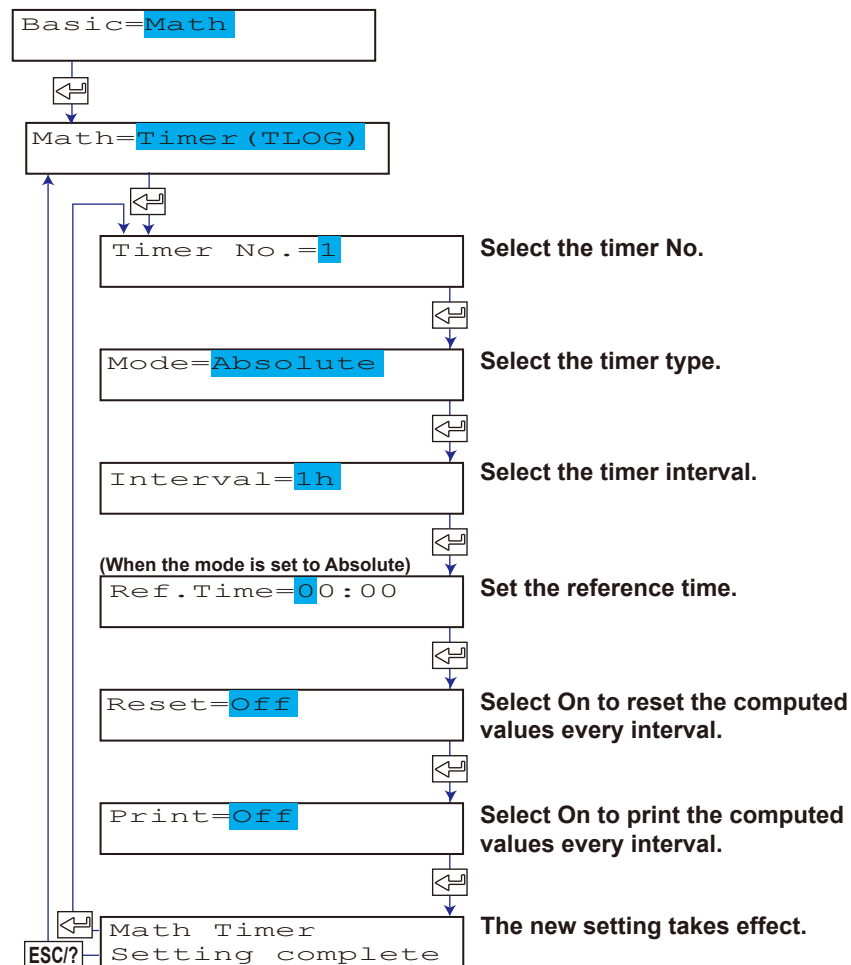 Basic=Math
Math=Timer(TLOG)
Timer No.=1
Select the timer No.
Mode=Absolute
Select the timer type.
Interval=1h
Select the timer interval.
(When the mode is set to Absolute)
Ref.Time=00:00
Set the reference time.
Reset=Off
Select On to reset the computed
values every interval.
Print=Off
Select On to print the computed
values every interval.
Math Timer
Setting complete
The new setting takes effect.
ESC/?